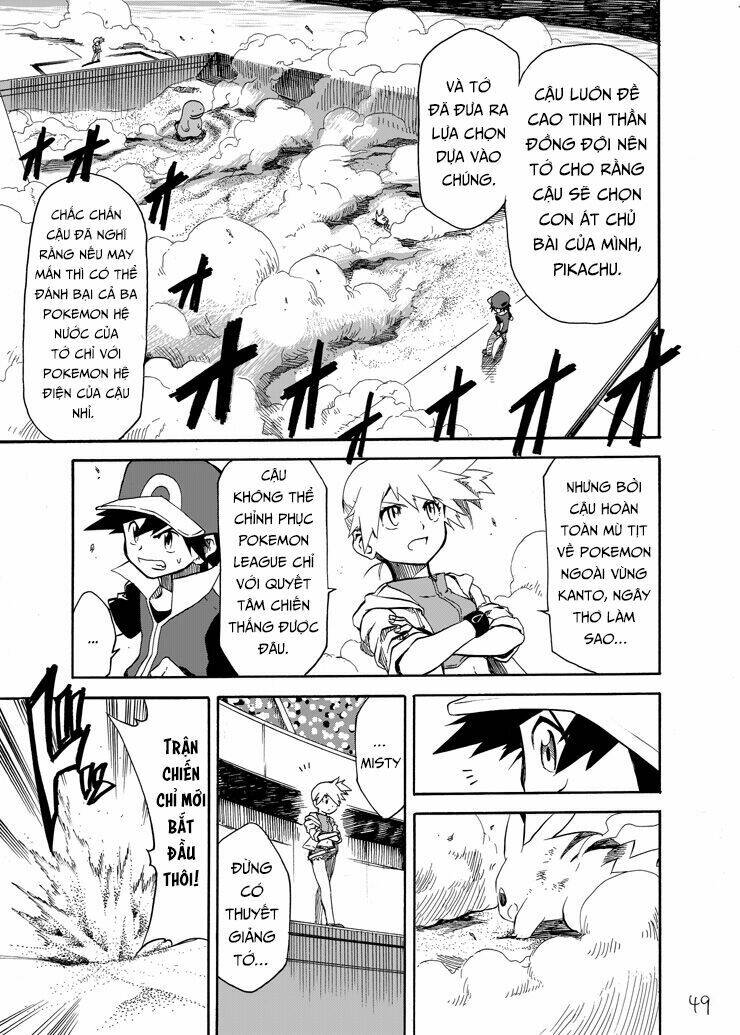 CẬU LUÔN ĐỀ
CAO TINH THẦN
ĐỒNG ĐỘI NÊN
TỚ CHO RẰNG
CẬU SẼ CHỌN
CON ÁT CHỦ
BÀI CỦA MÌNH,
PIKACHU.
VÀ TỚ
ĐÃ ĐƯA RA
LỰA CHỌN
DỰA VÀO
CHÚNG.
CHẮC CHẮN
CẬU ĐÃ NGHĨ
RẰNG NẾU MAY
MẮN THÌ CÓ THỂ
ĐÁNH BẠI CẢ BA
POKEMON HỆ
NƯỚC CỦA
TỚ CHỈ VỚI
POKEMON HỆ
ĐIỆN CỦA CẬU
NHỈ.
NHƯNG BỞI
CẬU HOÀN
TOÀN MÙ TỊT
VỀ POKEMON
NGOÀI VÙNG
KANTO, NGÂY
THƠ LÀM
SAO...
CẬU
KHÔNG THỂ
CHINH PHỤC
POKEMON
LEAGUE CHỈ
VỚI QUYẾT
TÂM CHIẾN
THẮNG ĐƯỢC
ĐÂU.
...
...
MISTY
ĐỪNG
CÓ
THUYẾT
GIẢNG
TỚ...
TRẬN
CHIẾN
CHỈ MỚI
BẮT
ĐẦU
THÔI!
ドド
49